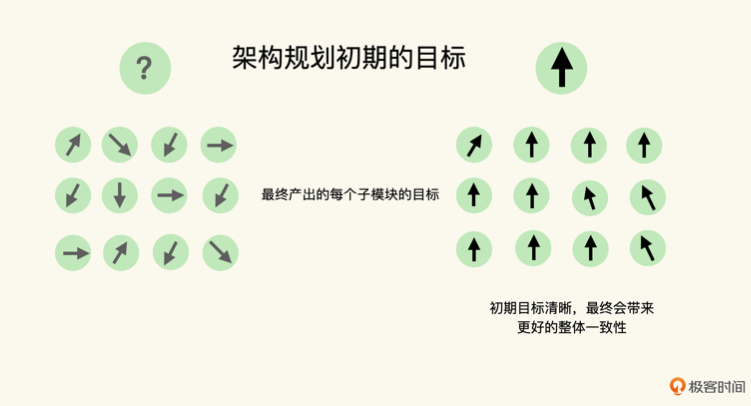 架构规划初期的目标
?
最终产出的每个子模块的目标
初期目标清晰，最终会带来
更好的整体一致性
极客时间